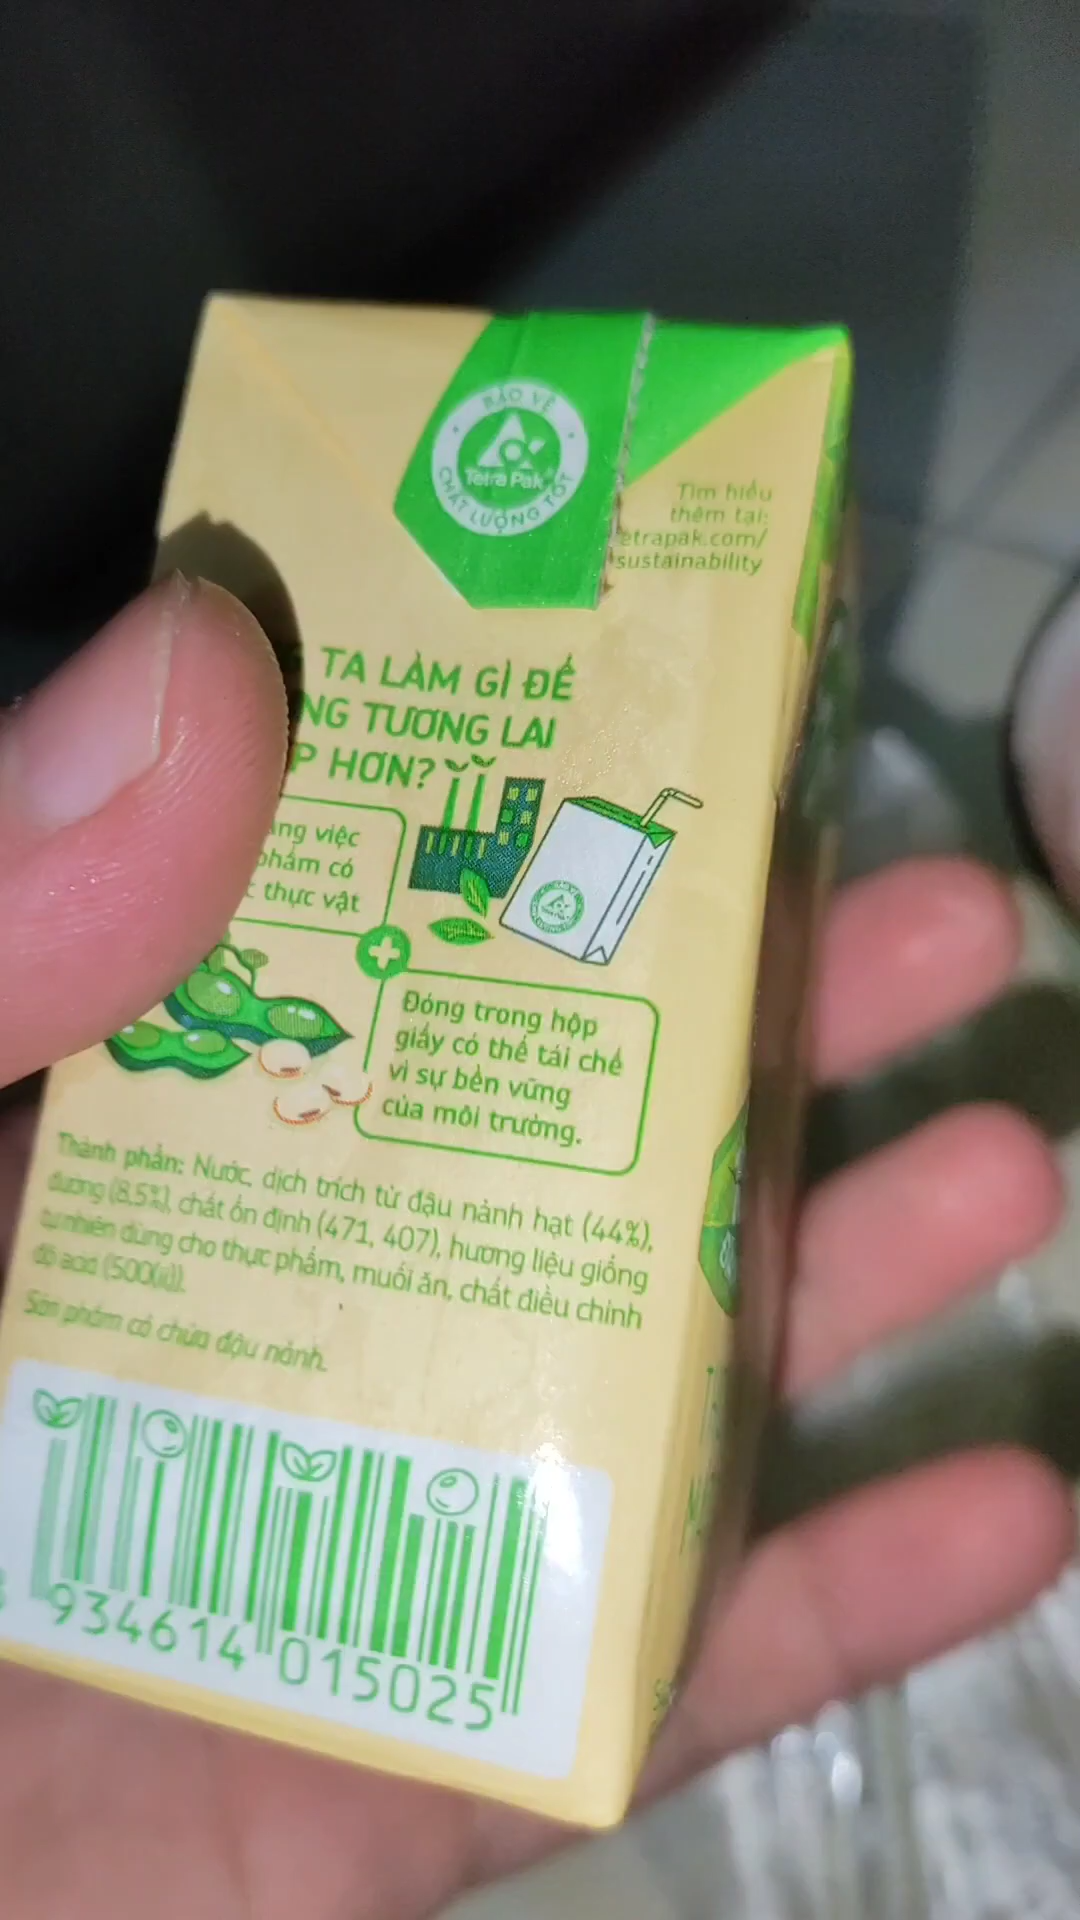 BẢO VỆ
Tetra Pak
CHẤT LƯỢNG TỐT
Tìm hiểu
thêm tại:
etrapak.com/
sustainability
TA LÀM GÌ ĐỂ
NG TƯƠNG LAI
P HƠN?
ằng việc
phẩm có
thực vật
Đóng trong hộp
giấy có thể tái chế
vì sự bền vững
của môi trường.
Thành phần: Nước, dịch trích từ đậu nành hạt (44%),
đường (8.5%), chất ổn định (471, 407), hương liệu giống
tự nhiên dùng cho thực phẩm, muối ăn, chất điều chỉnh
độ acid (500(ii)).
Sản phẩm có chứa đậu nành.
934614 015025